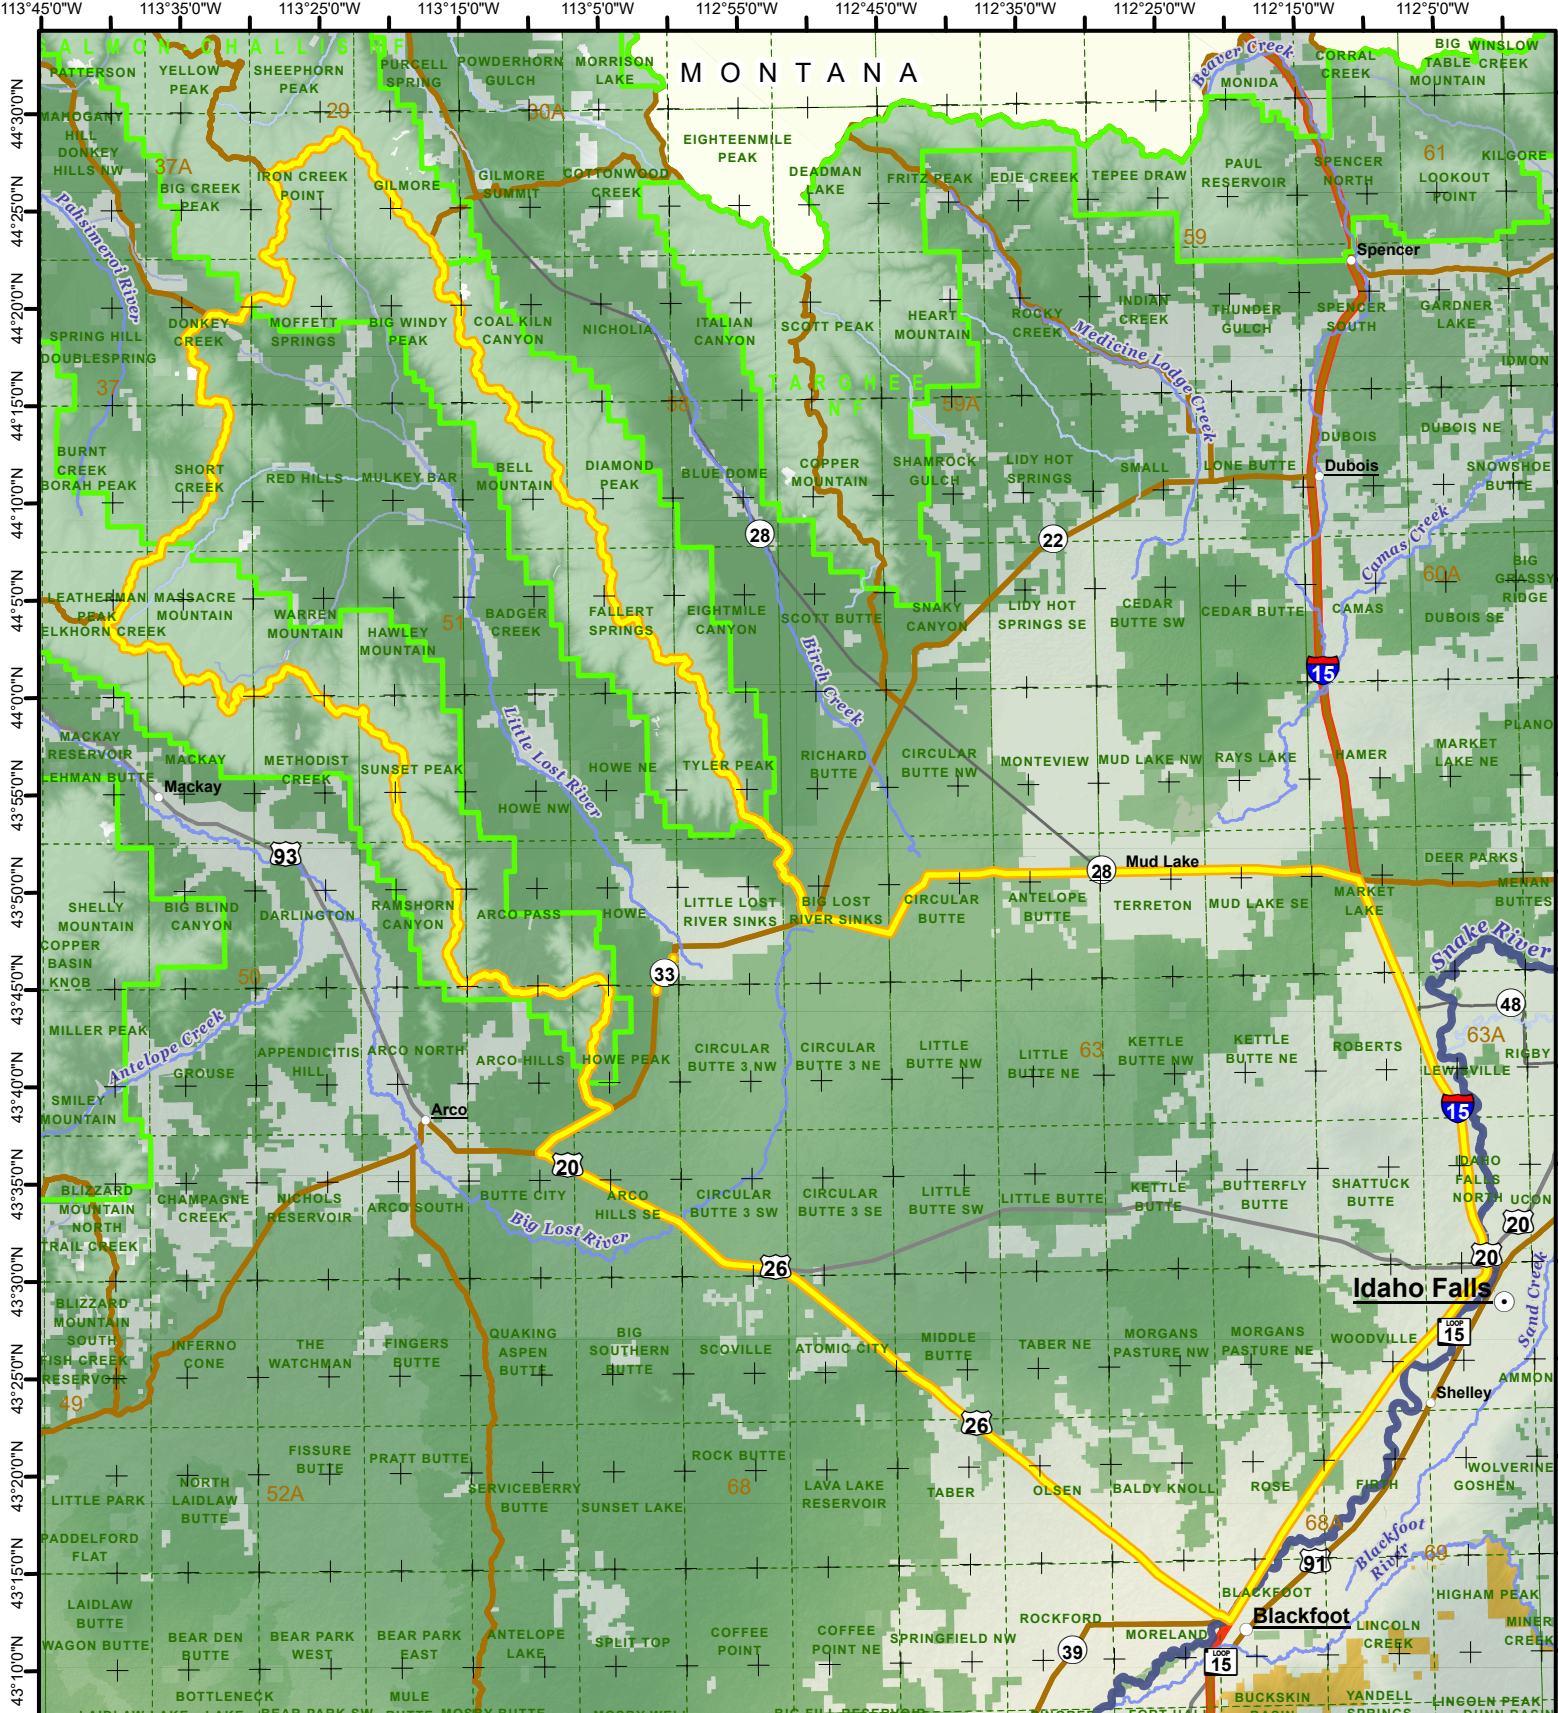 113°45'0"W 113°35'0"W 113°25'0"W 113°15'0"W 113°5'0"W 112°55'0"W 112°45'0"W 112°35'0"W 112°25'0"W 112°15'0"W 112°5'0"W
SALMON-CHALLIS NF
MONTANA
PATTERSON
YELLOW
PEAK
SHEEPHORN
PEAK
PURCELL
SPRING
POWDERHORN
GULCH
MORRISON
LAKE
Beaver Creek
MONIDA
CORRAL
CREEK
BIG
TABLE
MOUNTAIN
WINSLOW
CREEK
44°30'0"N
MAHOGANY
HILL
29
30A
DONKEY
HILLS NW
37A
BIG CREEK
PEAK
IRON CREEK
POINT
GILMORE
GILMORE
SUMMIT
COTTONWOOD
CREEK
EIGHTEENMILE
PEAK
DEADMAN
LAKE
FRITZ PEAK
EDIE CREEK
TEPEE DRAW
PAUL
RESERVOIR
SPENCER
NORTH
61
KILGORE
LOOKOUT
POINT
44°25'0"N
Pahsimeroi River
59
Spencer
44°20'0"N
SPRING HILL
DONKEY
CREEK
MOFFETT
SPRINGS
BIG WINDY
PEAK
COAL KILN
CANYON
NICHOLIA
ITALIAN
CANYON
SCOTT PEAK
HEART
MOUNTAIN
ROCKY
CREEK
INDIAN
CREEK
THUNDER
GULCH
SPENCER
SOUTH
GARDNER
LAKE
DOUBLESPRING
Medicine Lodge Creek
IDMON
37
TARGHEE
NF
44°15'0"N
58
59A
BURNT
CREEK
BORAH PEAK
SHORT
CREEK
RED HILLS
MULKEY BAR
BELL
MOUNTAIN
DIAMOND
PEAK
BLUE DOME
COPPER
MOUNTAIN
SHAMROCK
GULCH
LIDY HOT
SPRINGS
SMALL
LONE BUTTE
DUBOIS
Dubois
DUBOIS NE
SNOWSHOE
BUTTE
44°10'0"N
28
22
Camas Creek
60A
BIG
GRASSY
RIDGE
44°5'0"N
LEATHERMAN
PEAK
MASSACRE
MOUNTAIN
ELKHORN CREEK
WARREN
MOUNTAIN
HAWLEY
MOUNTAIN
51
BADGER
CREEK
FALLERT
SPRINGS
EIGHTMILE
CANYON
SCOTT BUTTE
SNAKY
CANYON
LIDY HOT
SPRINGS SE
CEDAR
BUTTE SW
CEDAR BUTTE
CAMAS
DUBOIS SE
Birch Creek
15
44°0'0"N
Little Lost River
MACKAY
RESERVOIR
LEHMAN BUTTE
MACKAY
Mackay
METHODIST
CREEK
SUNSET PEAK
HOWE NW
HOWE NE
TYLER PEAK
RICHARD
BUTTE
CIRCULAR
BUTTE NW
MONTEVIEW
MUD LAKE NW
RAYS LAKE
HAMER
MARKET
LAKE NE
PLANO
43°55'0"N
93
28
Mud Lake
DEER PARKS
43°50'0"N
SHELLY
MOUNTAIN
BIG BLIND
CANYON
DARLINGTON
RAMSHORN
CANYON
ARCO PASS
HOWE
LITTLE LOST
RIVER SINKS
BIG LOST
RIVER SINKS
CIRCULAR
BUTTE
ANTELOPE
BUTTE
TERRETON
MUD LAKE SE
MARKET
LAKE
MENAN
BUTTES
COPPER
BASIN
KNOB
50
33
Snake River
43°45'0"N
48
MILLER PEAK
Antelope Creek
GROUSE
APPENDICITIS
HILL
ARCO NORTH
ARCO HILLS
HOWE PEAK
CIRCULAR
BUTTE 3 NW
CIRCULAR
BUTTE 3 NE
LITTLE
BUTTE NW
LITTLE
BUTTE NE
63
KETTLE
BUTTE NW
KETTLE
BUTTE NE
ROBERTS
63A
RIGBY
LEWISVILLE
43°40'0"N
SMILEY
MOUNTAIN
Arco
15
20
43°35'0"N
BLIZZARD
MOUNTAIN
NORTH
TRAIL CREEK
CHAMPAGNE
CREEK
NICHOLS
RESERVOIR
ARCO SOUTH
BUTTE CITY
ARCO
HILLS SE
Big Lost River
CIRCULAR
BUTTE 3 SW
CIRCULAR
BUTTE 3 SE
LITTLE
BUTTE SW
LITTLE BUTTE
KETTLE
BUTTE
BUTTERFLY
BUTTE
SHATTUCK
BUTTE
IDAHO
FALLS
NORTH
UCON
20
20
26
43°30'0"N
Idaho Falls
Sand Creek
BLIZZARD
MOUNTAIN
SOUTH
FISH CREEK
RESERVOIR
INFERNO
CONE
THE
WATCHMAN
FINGERS
BUTTE
QUAKING
ASPEN
BUTTE
BIG
SOUTHERN
BUTTE
SCOVILLE
ATOMIC CITY
MIDDLE
BUTTE
TABER NE
MORGANS
PASTURE NW
MORGANS
PASTURE NE
WOODVILLE
LOOP
15
AMMON
43°25'0"N
49
Shelley
26
FISSURE
BUTTE
PRATT BUTTE
ROCK BUTTE
43°20'0"N
LITTLE PARK
NORTH
LAIDLAW
BUTTE
52A
SERVICEBERRY
BUTTE
SUNSET LAKE
68
LAVA LAKE
RESERVOIR
TABER
OLSEN
BALDY KNOLL
ROSE
FIRTH
WOLVERINE
GOSHEN
68A
PADDELFORD
FLAT
Blackfoot
River
69
91
43°15'0"N
LAIDLAW
BUTTE
BLACKFOOT
HIGHAM PEAK
WAGON BUTTE
BEAR DEN
BUTTE
BEAR PARK
WEST
BEAR PARK
EAST
ANTELOPE
LAKE
SPLIT TOP
COFFEE
POINT
COFFEE
POINT NE
SPRINGFIELD NW
ROCKFORD
39
MORELAND
Blackfoot
LOOP
15
LINCOLN
CREEK
CREEK
43°10'0"N
BOTTLENECK
MULE
BUCKSKIN
YANDELL
SPRINGS
LINCOLN PEAK